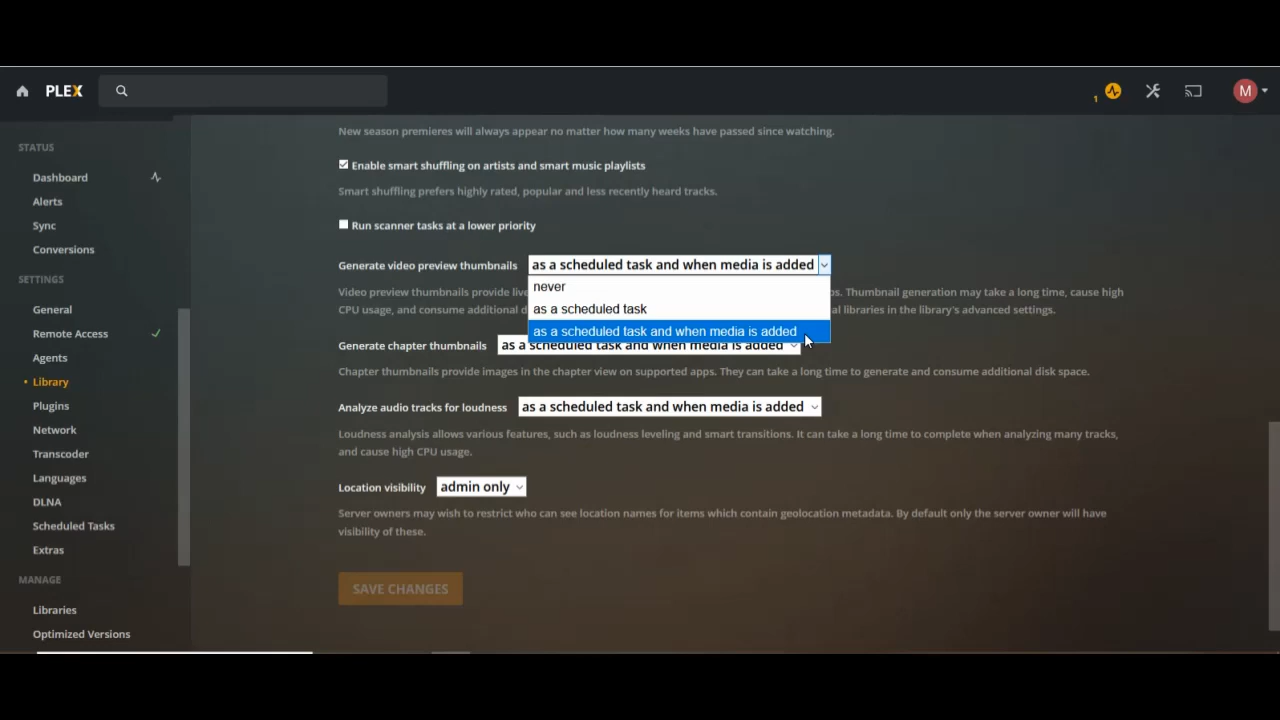 PLEX
1
M
STATUS
Dashboard
Alerts
Sync
Conversions
SETTINGS
General
Remote Access
Agents
Library
Plugins
Network
Transcoder
Languages
DLNA
Scheduled Tasks
Extras
MANAGE
Libraries
Optimized Versions
New season premieres will always appear no matter how many weeks have passed since watching.
Enable smart shuffling on artists and smart music playlists
Smart shuffling prefers highly rated, popular and less recently heard tracks.
Run scanner tasks at a lower priority
Generate video preview thumbnails as a scheduled task and when media is added
never
as a scheduled task
as a scheduled task and when media is added
Video preview thumbnails provide live Thumbnail generation may take a long time, cause high
CPU usage, and consume additional libraries in the library's advanced settings.
Generate chapter thumbnails as a scheduled task and when media is added
Chapter thumbnails provide images in the chapter view on supported apps. They can take a long time to generate and consume additional disk space.
Analyze audio tracks for loudness as a scheduled task and when media is added
Loudness analysis allows various features, such as loudness leveling and smart transitions. It can take a long time to complete when analyzing many tracks,
and cause high CPU usage.
Location visibility admin only
Server owners may wish to restrict who can see location names for items which contain geolocation metadata. By default only the server owner will have
visibility of these.
SAVE CHANGES